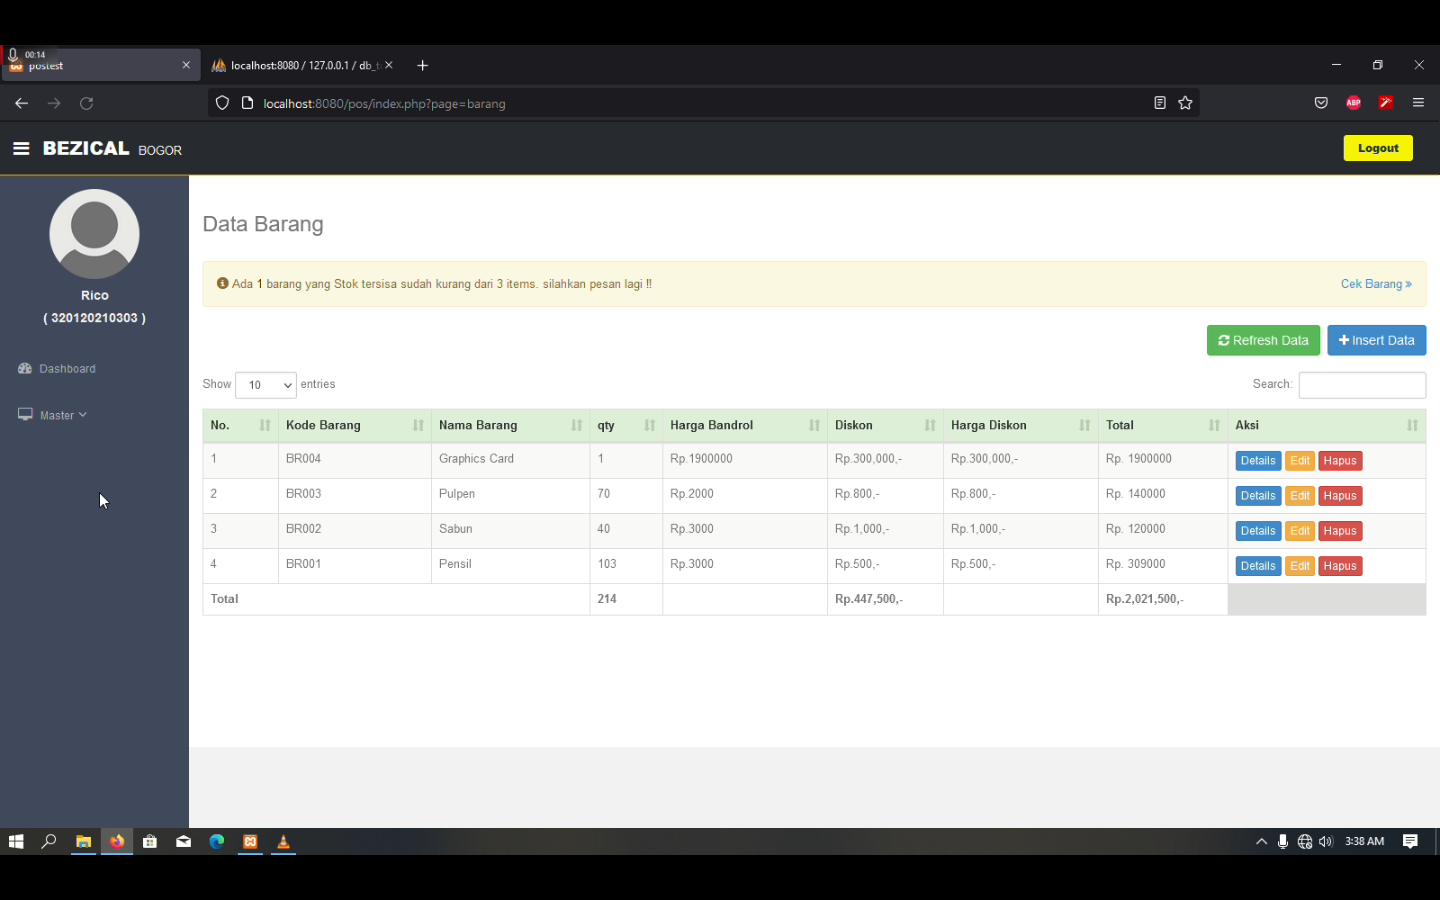 00:14
postest
localhost:8080 / 127.0.0.1 / db_t
localhost:8080/pos/index.php?page=barang
ABP
BEZICAL BOGOR
Logout
Rico
( 320120210303 )
Dashboard
Master
Data Barang
Ada 1 barang yang Stok tersisa sudah kurang dari 3 items. silahkan pesan lagi !!
Cek Barang »
Refresh Data
Insert Data
Show 10 entries
Search:
No. Kode Barang Nama Barang qty Harga Bandrol Diskon Harga Diskon Total Aksi
1 BR004 Graphics Card 1 Rp.1900000 Rp.300,000,- Rp.300,000,- Rp. 1900000 Details Edit Hapus
2 BR003 Pulpen 70 Rp.2000 Rp.800,- Rp.800,- Rp. 140000 Details Edit Hapus
3 BR002 Sabun 40 Rp.3000 Rp.1,000,- Rp.1,000,- Rp. 120000 Details Edit Hapus
4 BR001 Pensil 103 Rp.3000 Rp.500,- Rp.500,- Rp. 309000 Details Edit Hapus
Total 214 Rp.447,500,- Rp.2,021,500,-
3:38 AM